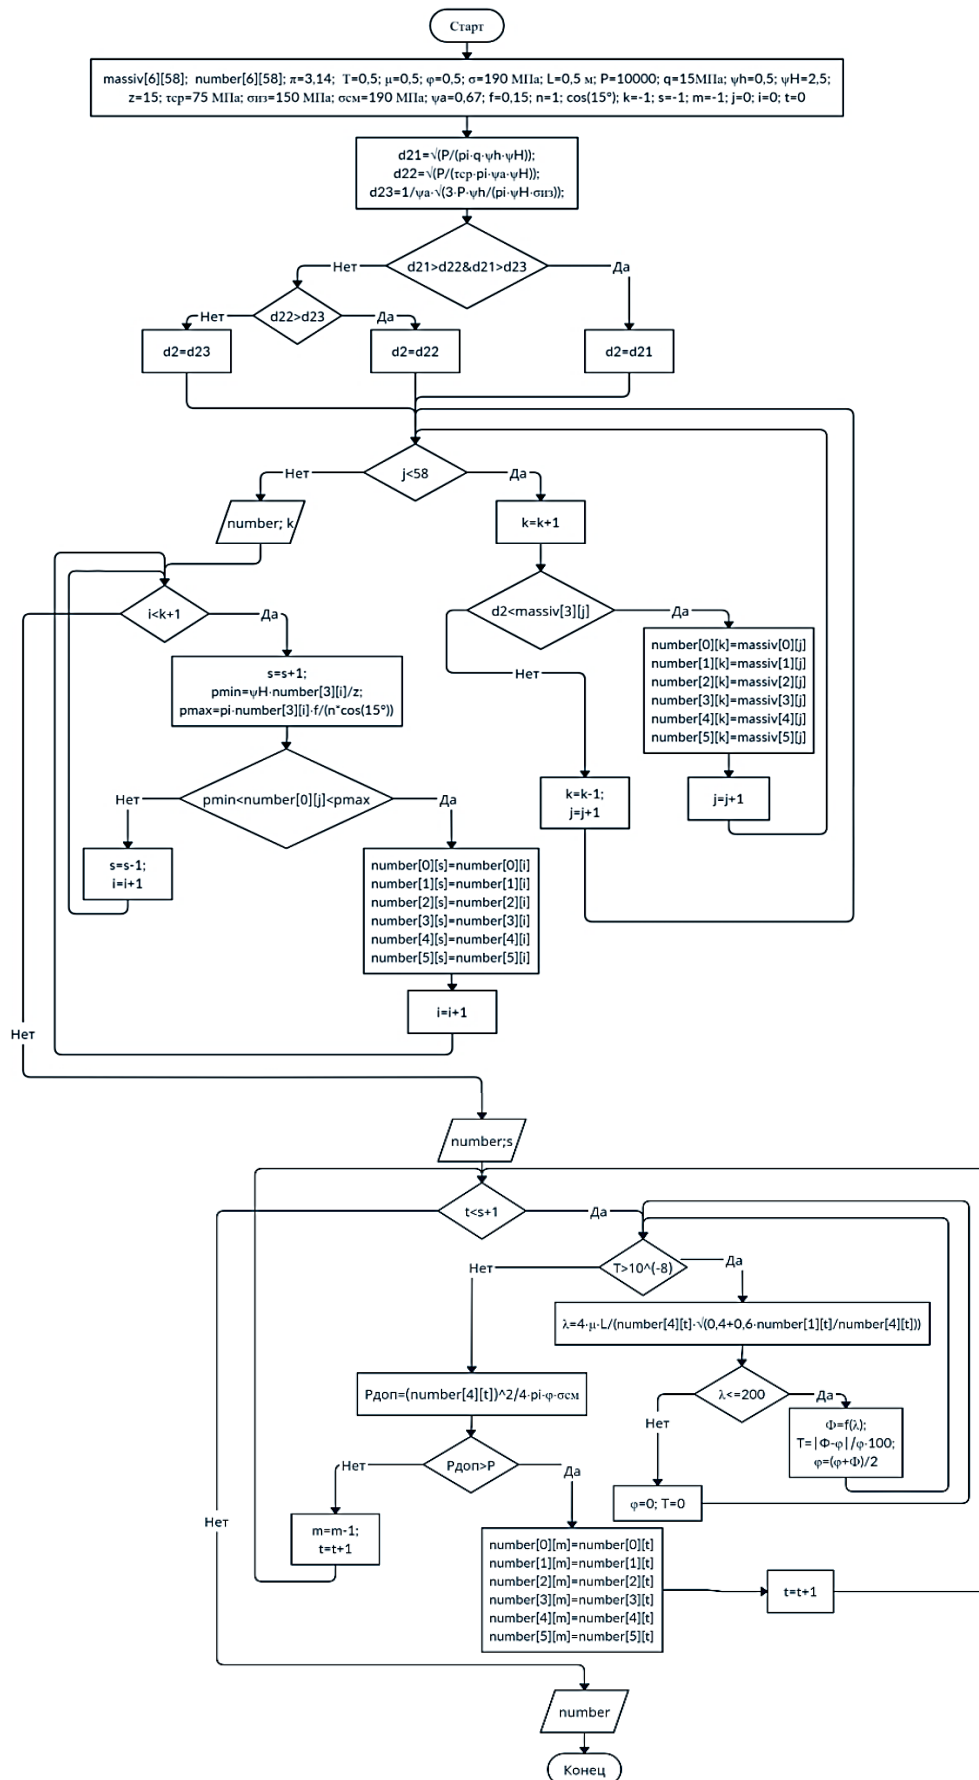 Старт
massiv[6][58]; number[6][58]; π=3,14; T=0,5; μ=0,5; φ=0,5; σ=190 МПа; L=0,5 м; P=10000; q=15МПа; ψh=0,5; ψH=2,5;
z=15; τср=75 МПа; σиз=150 МПа; σсм=190 МПа; ψa=0,67; f=0,15; n=1; cos(15°); k=-1; s=-1; m=-1; j=0; i=0; t=0
d21=√(P/(pi·q·ψh·ψH));
d22=√(P/(τср·pi·ψa·ψH));
d23=1/ψa·√(3·P·ψh/(pi·ψH·σиз));
d21>d22&d21>d23
Нет
Да
d22>d23
Нет
Да
d2=d23
d2=d22
d2=d21
j<58
Нет
Да
number; k
k=k+1
i<k+1
Да
d2<massiv[3][j]
Да
Нет
number[0][k]=massiv[0][j]
number[1][k]=massiv[1][j]
number[2][k]=massiv[2][j]
number[3][k]=massiv[3][j]
number[4][k]=massiv[4][j]
number[5][k]=massiv[5][j]
s=s+1;
pmin=ψH·number[3][i]/z;
pmax=pi·number[3][i]·f/(n*cos(15°))
k=k-1;
j=j+1
j=j+1
pmin<number[0][j]<pmax
Нет
Да
s=s-1;
i=i+1
number[0][s]=number[0][i]
number[1][s]=number[1][i]
number[2][s]=number[2][i]
number[3][s]=number[3][i]
number[4][s]=number[4][i]
number[5][s]=number[5][i]
i=i+1
Нет
number;s
t<s+1
Да
T>10^(-8)
Нет
Да
λ=4·μ·L/(number[4][t]·√(0,4+0,6·number[1][t]/number[4][t]))
Pдоп=(number[4][t])^2/4·pi·φ·σсм
λ<=200
Да
Нет
Φ=f(λ);
T=|Φ-φ|/φ·100;
φ=(φ+Φ)/2
Pдоп>P
Нет
Да
φ=0; T=0
Нет
m=m-1;
t=t+1
number[0][m]=number[0][t]
number[1][m]=number[1][t]
number[2][m]=number[2][t]
number[3][m]=number[3][t]
number[4][m]=number[4][t]
number[5][m]=number[5][t]
t=t+1
number
Конец